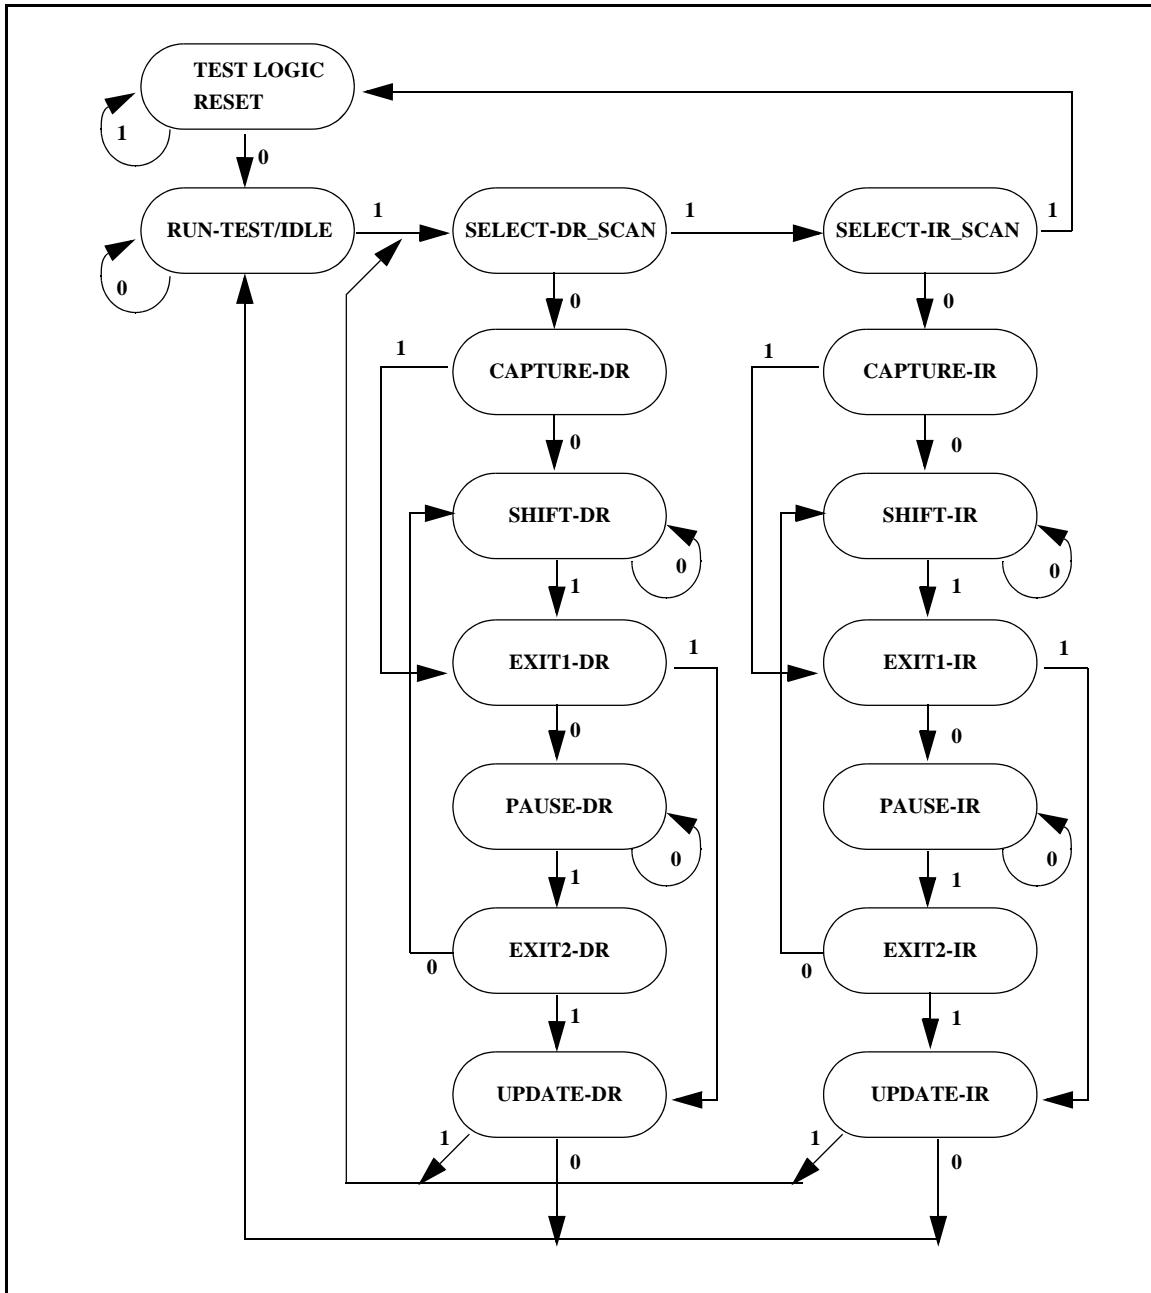 TEST LOGIC
RESET
1
0
RUN-TEST/IDLE
1
SELECT-DR_SCAN
1
SELECT-IR_SCAN
1
0
0
0
1
CAPTURE-DR
1
CAPTURE-IR
0
0
SHIFT-DR
0
SHIFT-IR
0
1
1
EXIT1-DR
1
EXIT1-IR
1
0
0
PAUSE-DR
0
PAUSE-IR
0
1
1
EXIT2-DR
0
EXIT2-IR
0
1
1
UPDATE-DR
UPDATE-IR
1
0
1
0